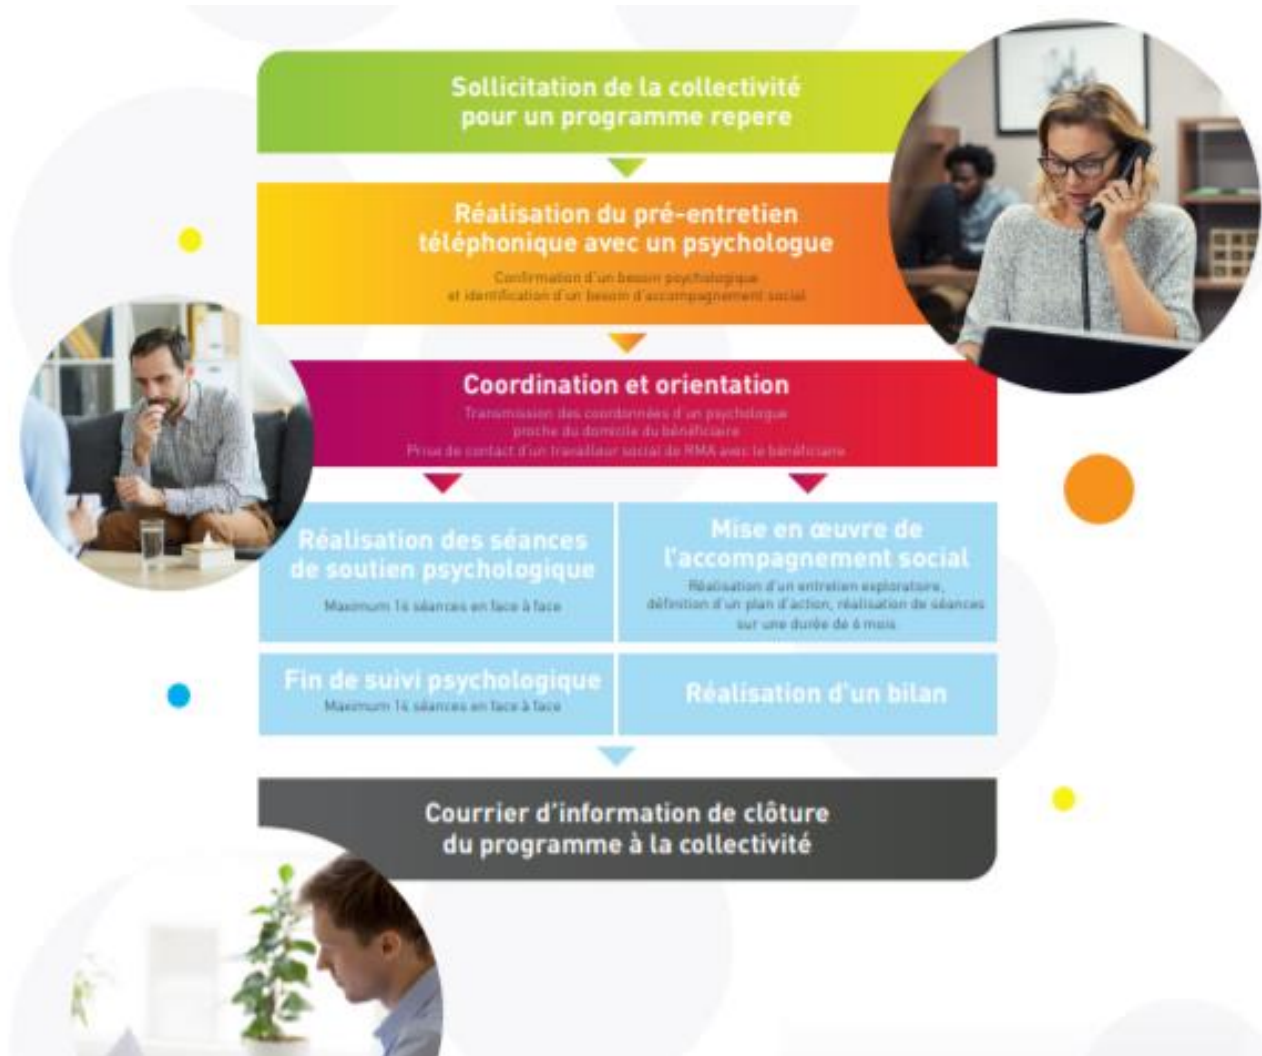 Sollicitation de la collectivité
pour un programme repere
Réalisation du pré-entretien
téléphonique avec un psychologue
Confirmation d'un besoin psychologique
et identification d'un besoin d'accompagnement social
Coordination et orientation
Transmission des coordonnées d'un psychologue
proche du domicile du bénéficiaire
Prise de contact d'un travailleur social de RMA avec le bénéficiaire
Réalisation des séances
de soutien psychologique
Maximum 14 séances en face à face
Mise en œuvre de
l'accompagnement social
Réalisation d'un entretien exploratoire,
définition d'un plan d'action, réalisation de séances
sur une durée de 6 mois
Fin de suivi psychologique
Maximum 14 séances en face à face
Réalisation d'un bilan
Courrier d'information de clôture
du programme à la collectivité